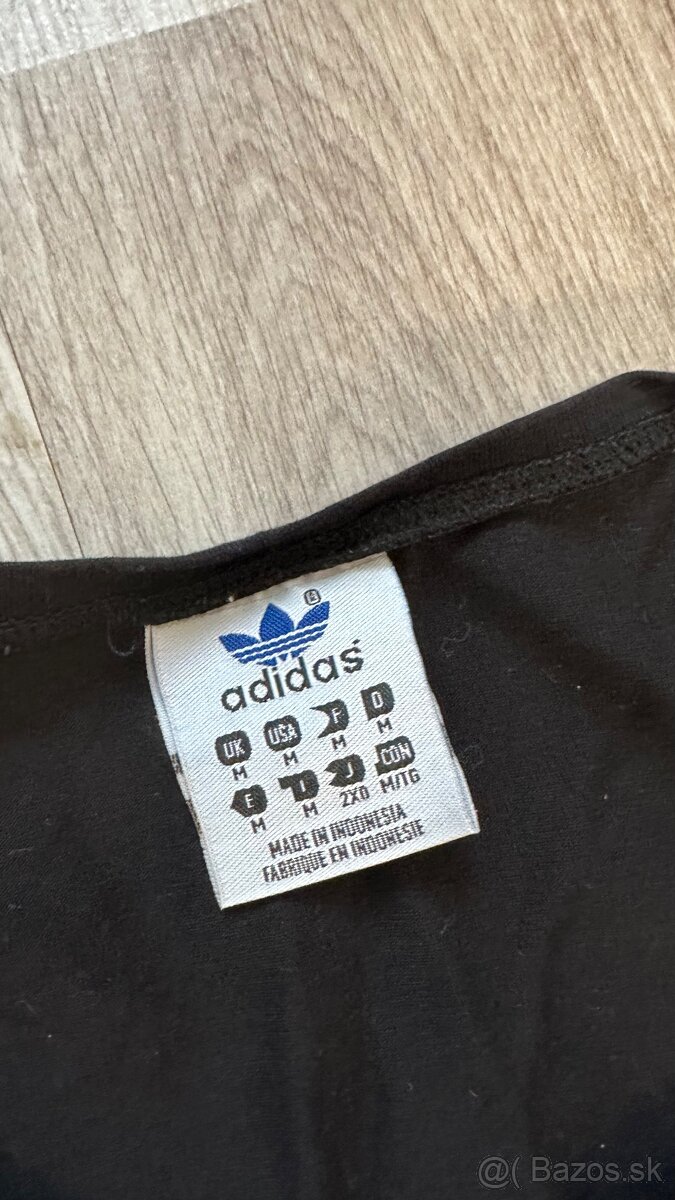 ®
adidas
UK USA F D
M M M M
E I J CDN
M M 2XO M/TG
MADE IN INDONESIA
FABRIQUE EN INDONESIE
@( Bazos.sk